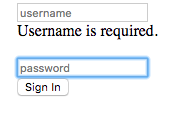 username
Username is required.
password
Sign In